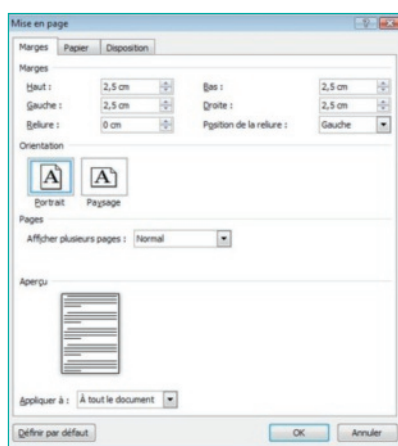 Mise en page
Marges Papier Disposition
Marges
Haut : 2,5 cm Bas : 2,5 cm
Gauche : 2,5 cm Droite : 2,5 cm
Reliure : 0 cm Position de la reliure : Gauche
Orientation
A A
Portrait Paysage
Pages
Afficher plusieurs pages : Normal
Aperçu
Appliquer à : À tout le document
Définir par défaut OK Annuler